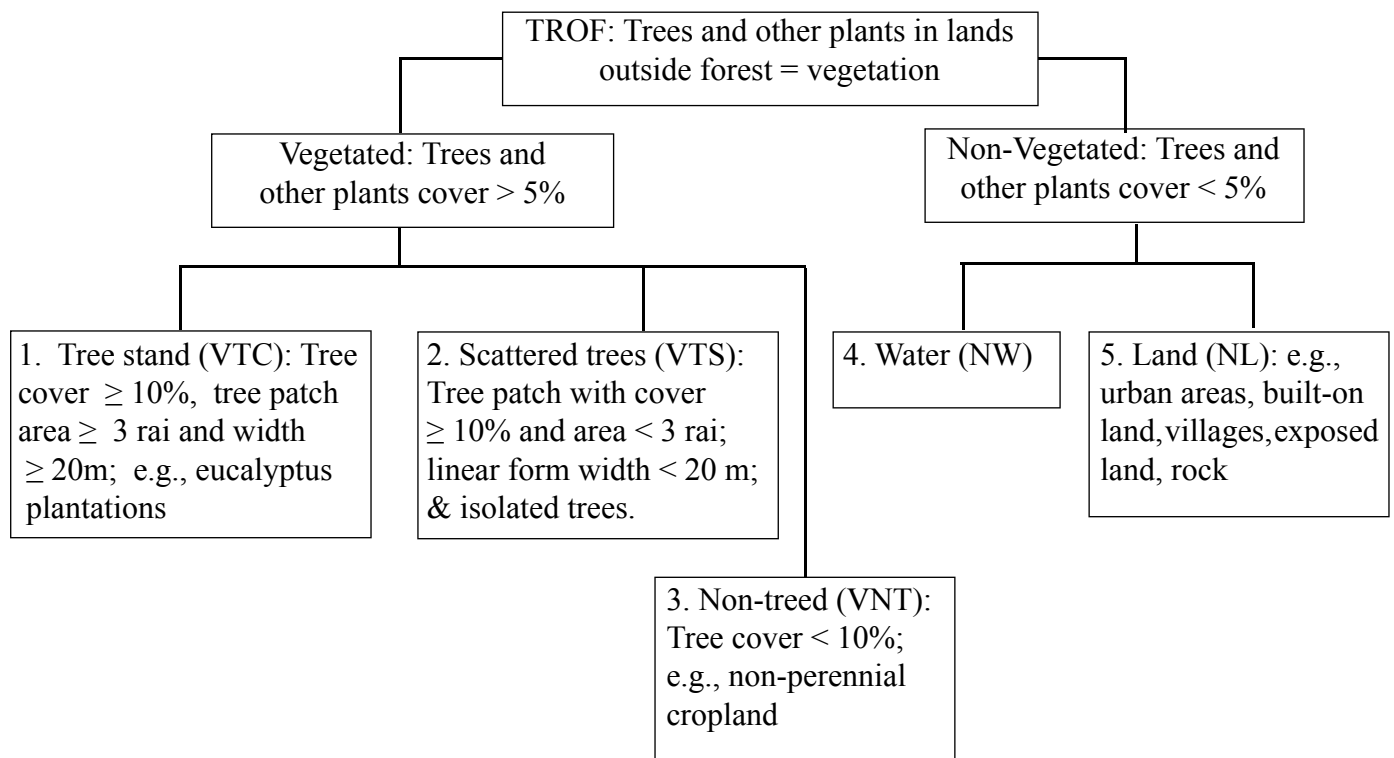 TROF: Trees and other plants in lands
outside forest = vegetation
Vegetated: Trees and
other plants cover > 5%
Non-Vegetated: Trees and
other plants cover < 5%
1. Tree stand (VTC): Tree
cover ≥ 10%, tree patch
area ≥ 3 rai and width
≥ 20m; e.g., eucalyptus
plantations
2. Scattered trees (VTS):
Tree patch with cover
≥ 10% and area < 3 rai;
linear form width < 20 m;
& isolated trees.
3. Non-treed (VNT):
Tree cover < 10%;
e.g., non-perennial
cropland
4. Water (NW)
5. Land (NL): e.g.,
urban areas, built-on
land,villages,exposed
land, rock